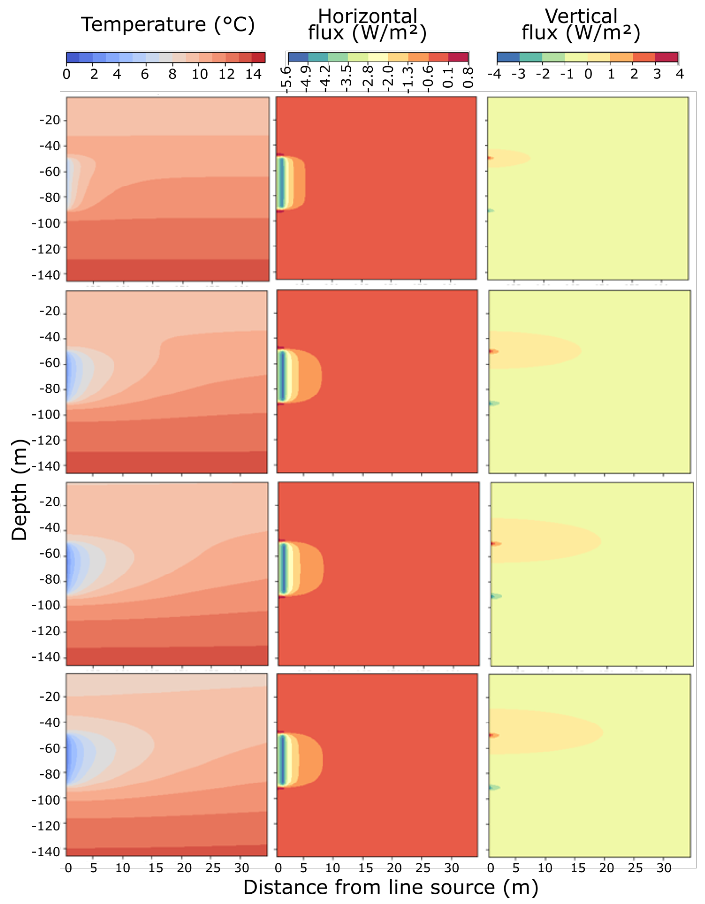 Temperature (°C)
Horizontal
flux (W/m²)
Vertical
flux (W/m²)
0 2 4 6 8 10 12 14
-5.6 -4.9 -4.2 -3.5 -2.8 -2.0 -1.3 -0.6 0.1 0.8
-4 -3 -2 -1 0 1 2 3 4
-20
-40
-60
-80
-100
-120
-140
-20
-40
-60
-80
-100
-120
-140
-20
-40
-60
-80
-100
-120
-140
-20
-40
-60
-80
-100
-120
-140
Depth (m)
0 5 10 15 20 25 30 0 5 10 15 20 25 30 0 5 10 15 20 25 30
Distance from line source (m)